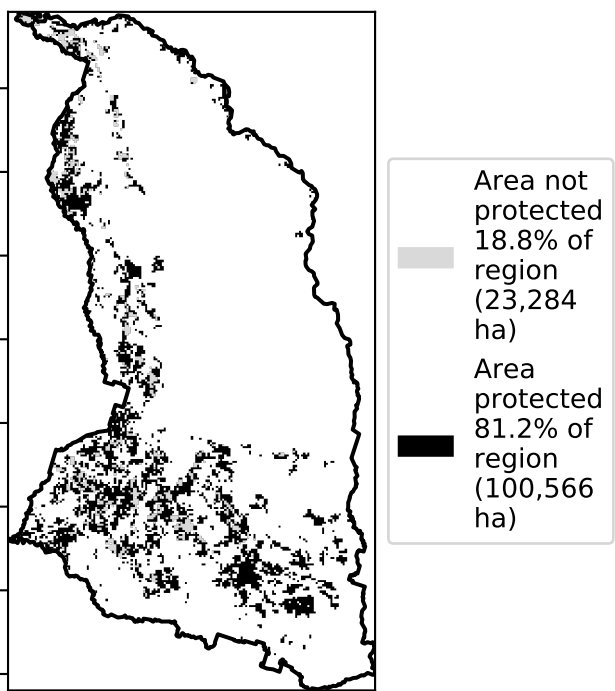 Area not
protected
18.8% of
region
(23,284
ha)
Area
protected
81.2% of
region
(100,566
ha)